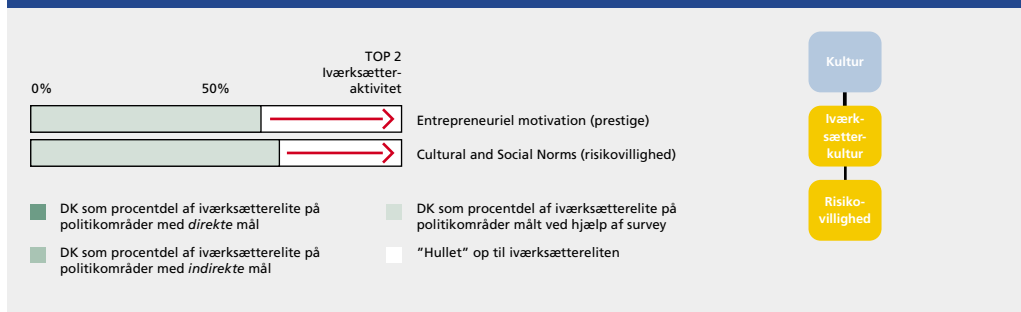 TOP 2
Iværksætter-
aktivitet
0%
50%
Entrepreneuriel motivation (prestige)
Cultural and Social Norms (risikovillighed)
DK som procentdel af iværksætterelite på
politikområder med direkte mål
DK som procentdel af iværksætterelite på
politikområder med indirekte mål
DK som procentdel af iværksætterelite på
politikområder målt ved hjælp af survey
”Hullet” op til iværksættereliten
Kultur
Iværk-
sætter-
kultur
Risiko-
villighed